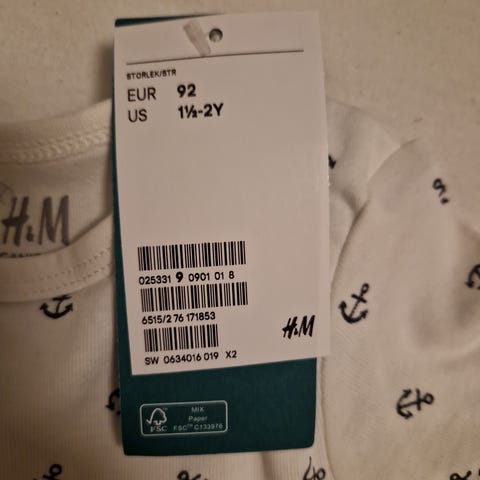 STORLEK/STR
EUR 92
US 1½-2Y
H&M
025331 9 0901 01 8
6515/2 76 171853
H&M
SW 0634016 019 X2
MIX
Paper
FSC
FSC™ C133976